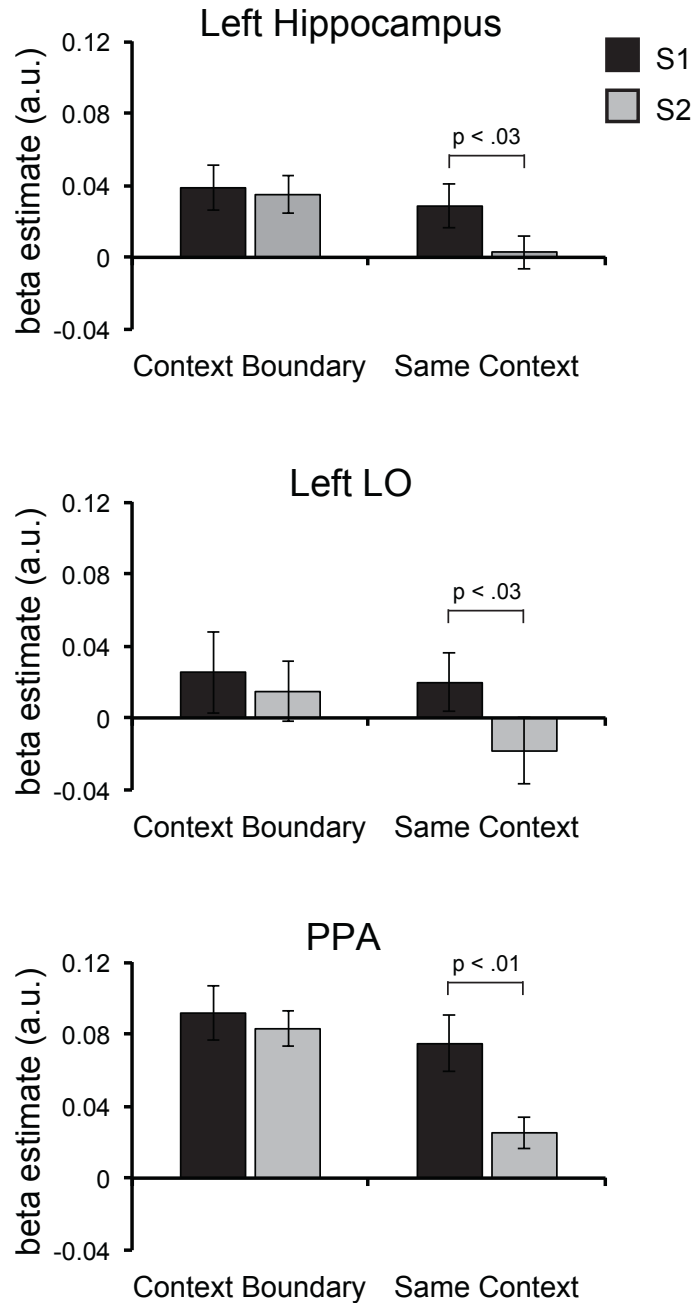 Left Hippocampus
S1
S2
beta estimate (a.u.)
0.12
0.08
0.04
0
-0.04
p < .03
Context Boundary
Same Context
Left LO
beta estimate (a.u.)
0.12
0.08
0.04
0
-0.04
p < .03
Context Boundary
Same Context
PPA
beta estimate (a.u.)
0.12
0.08
0.04
0
-0.04
p < .01
Context Boundary
Same Context